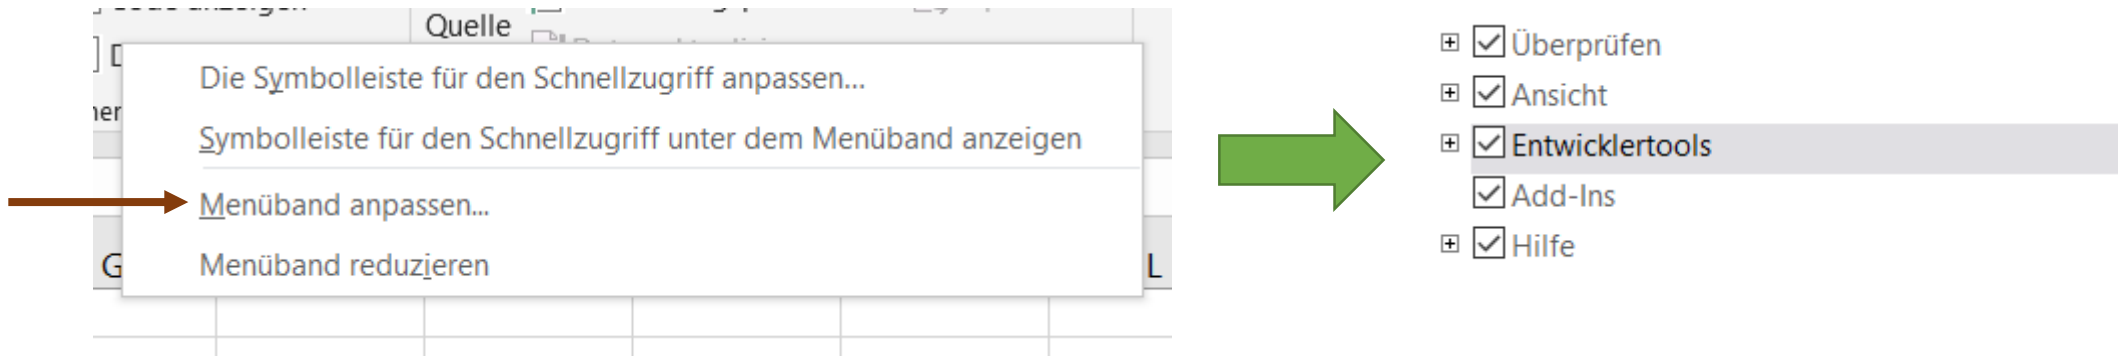 Quelle
Die Symbolleiste für den Schnellzugriff anpassen...
Symbolleiste für den Schnellzugriff unter dem Menüband anzeigen
Menüband anpassen...
Menüband reduzieren
G
L
Überprüfen
Ansicht
Entwicklertools
Add-Ins
Hilfe